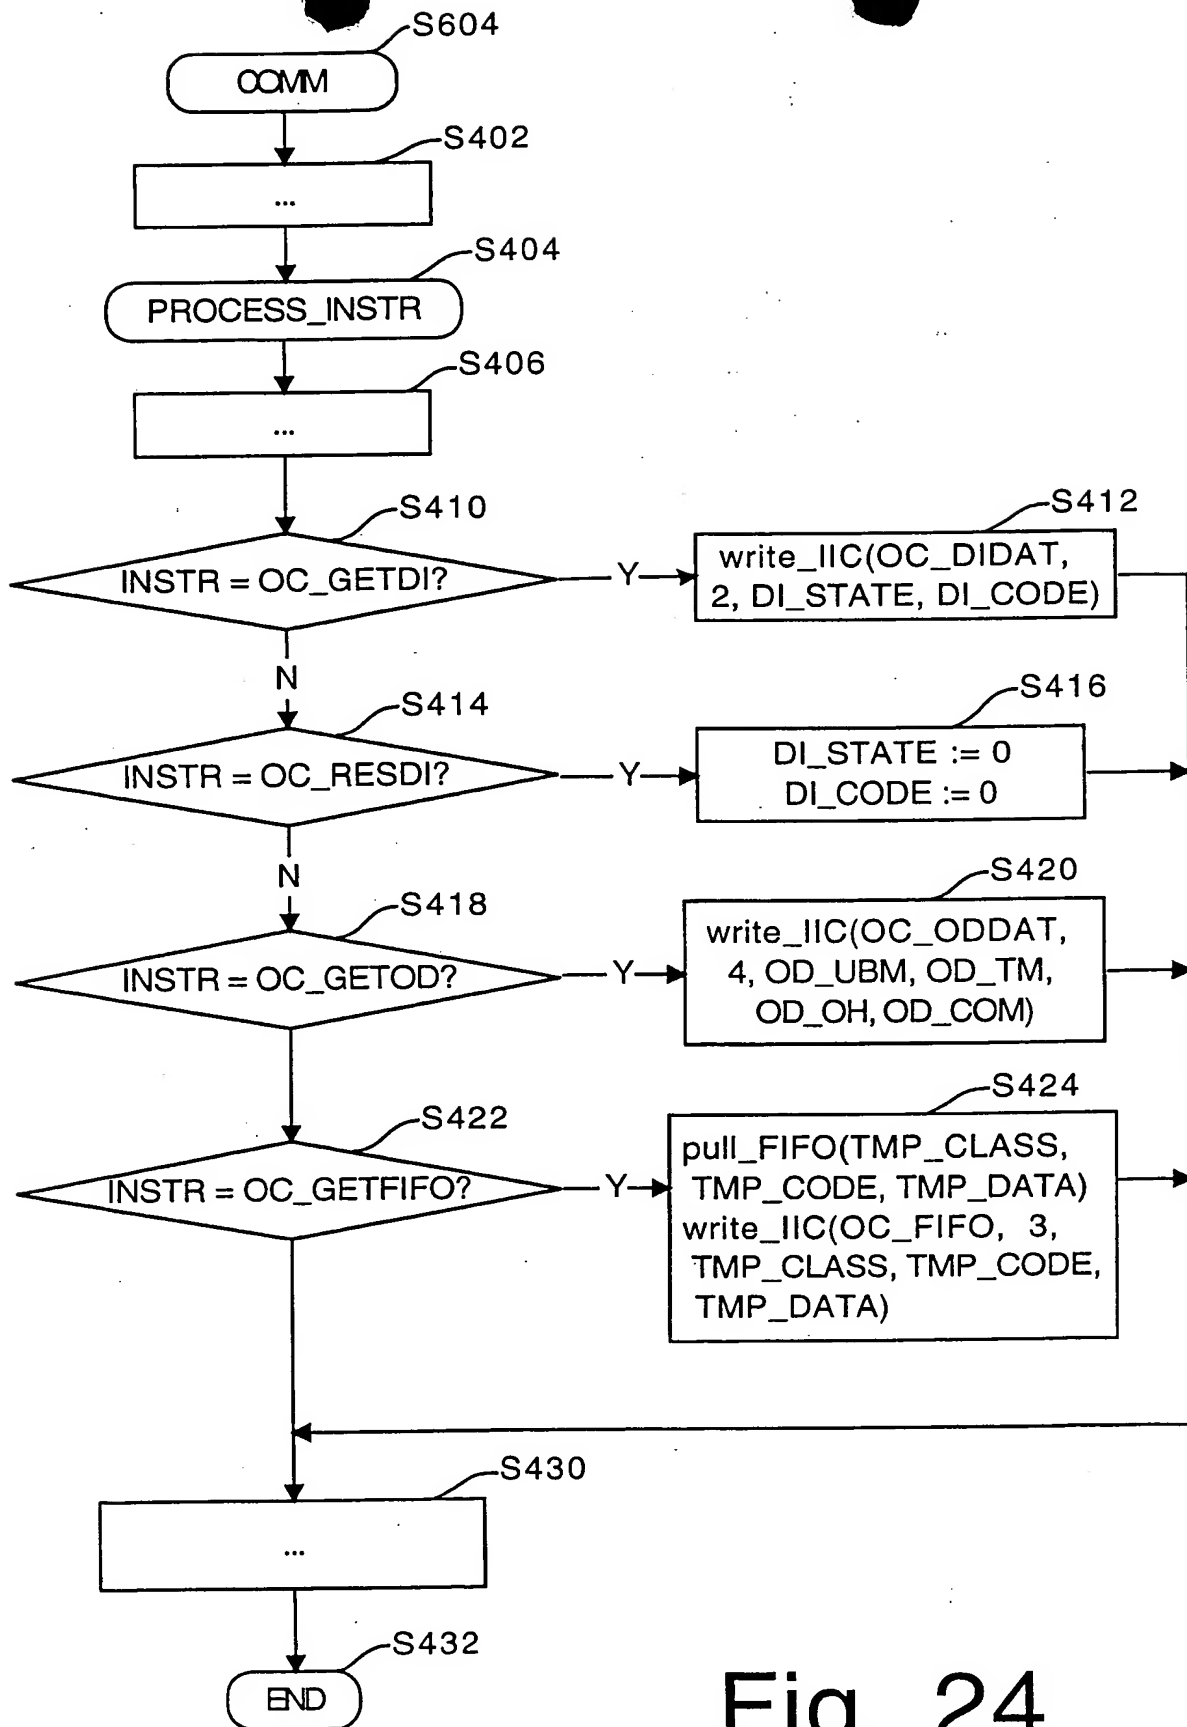 S604
COMM
S402
...
S404
PROCESS_INSTR
S406
...
S410
INSTR = OC_GETDI?
Y
S412
write_IIC(OC_DIDAT,
2, DI_STATE, DI_CODE)
N
S414
INSTR = OC_RESDI?
Y
S416
DI_STATE := 0
DI_CODE := 0
N
S418
INSTR = OC_GETOD?
Y
S420
write_IIC(OC_ODDAT,
4, OD_UBM, OD_TM,
OD_OH, OD_COM)
S422
INSTR = OC_GETFIFO?
Y
S424
pull_FIFO(TMP_CLASS,
TMP_CODE, TMP_DATA)
write_IIC(OC_FIFO, 3,
TMP_CLASS, TMP_CODE,
TMP_DATA)
S430
...
S432
END
Fig. 24